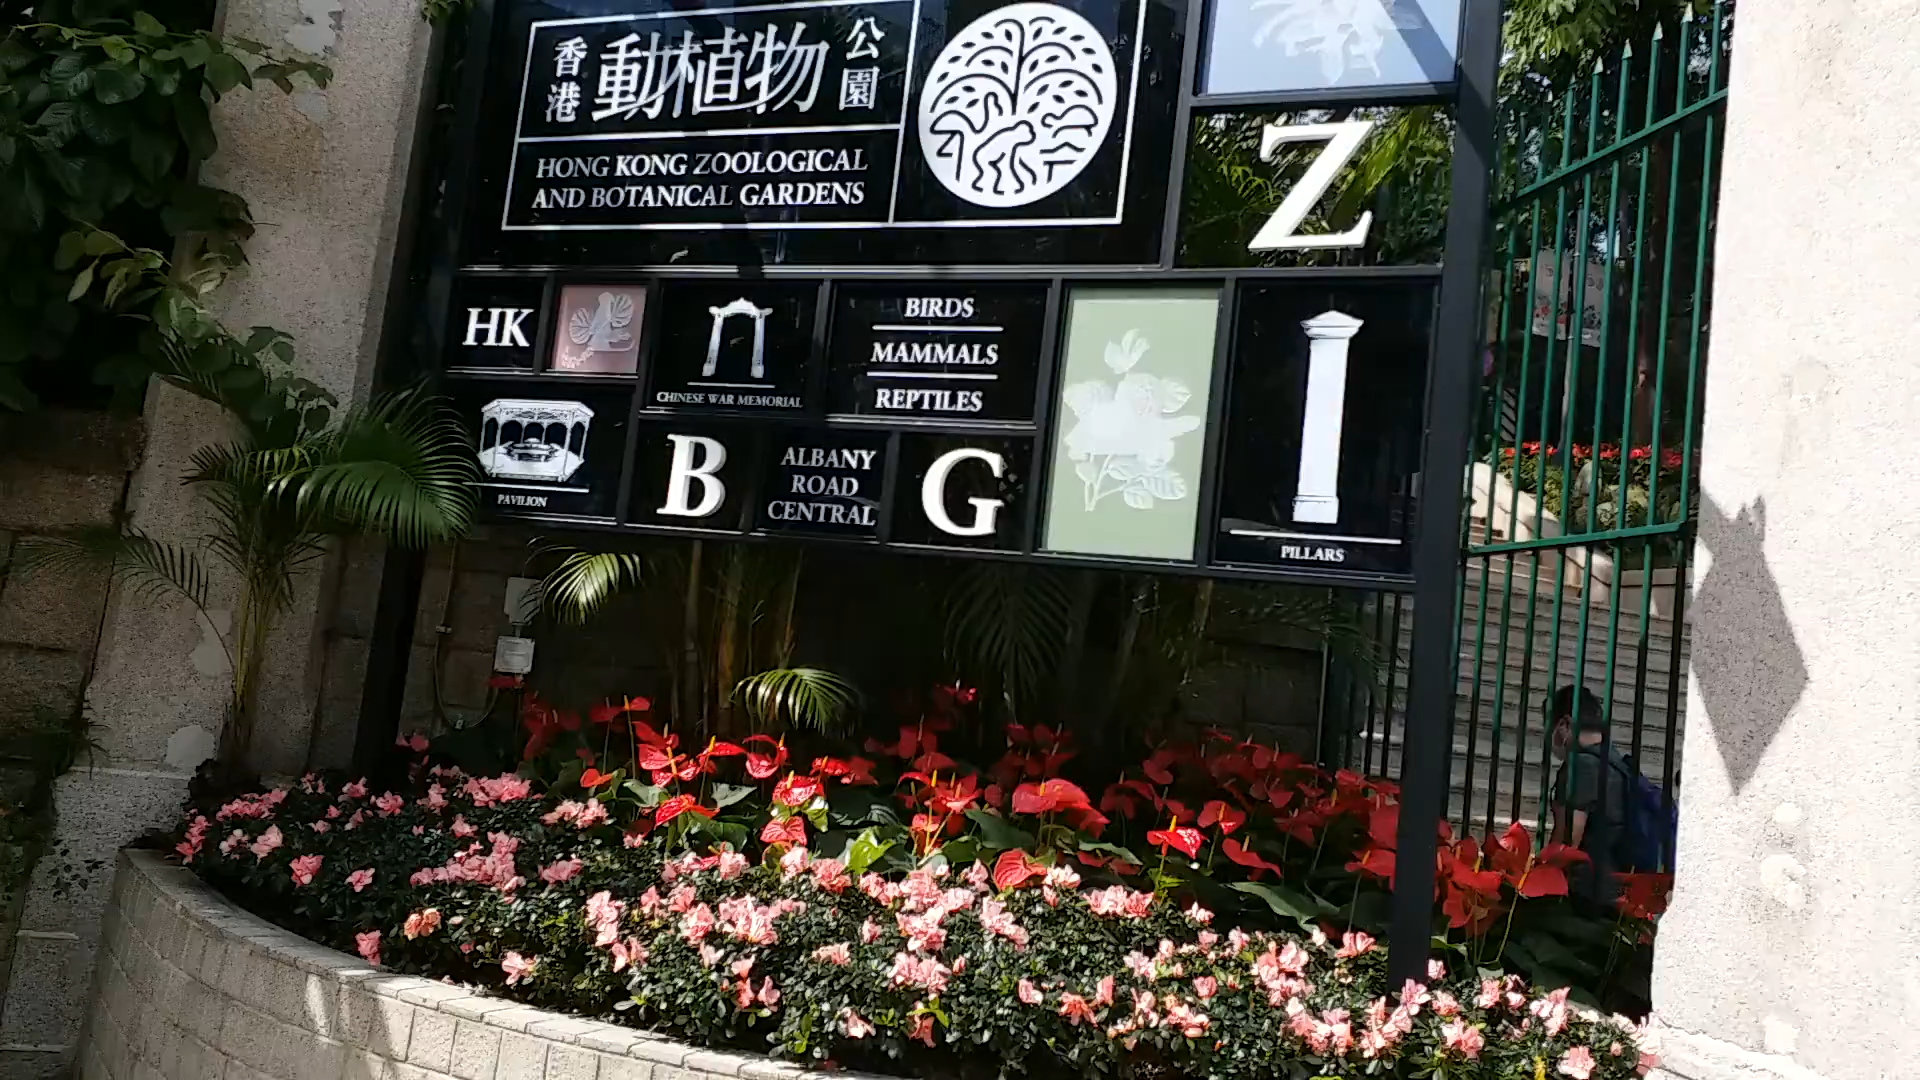 香港動植物公園
HONG KONG ZOOLOGICAL
AND BOTANICAL GARDENS
Z
HK
CHINESE WAR MEMORIAL
BIRDS
MAMMALS
REPTILES
PAVILION
B
ALBANY
ROAD
CENTRAL
G
PILLARS